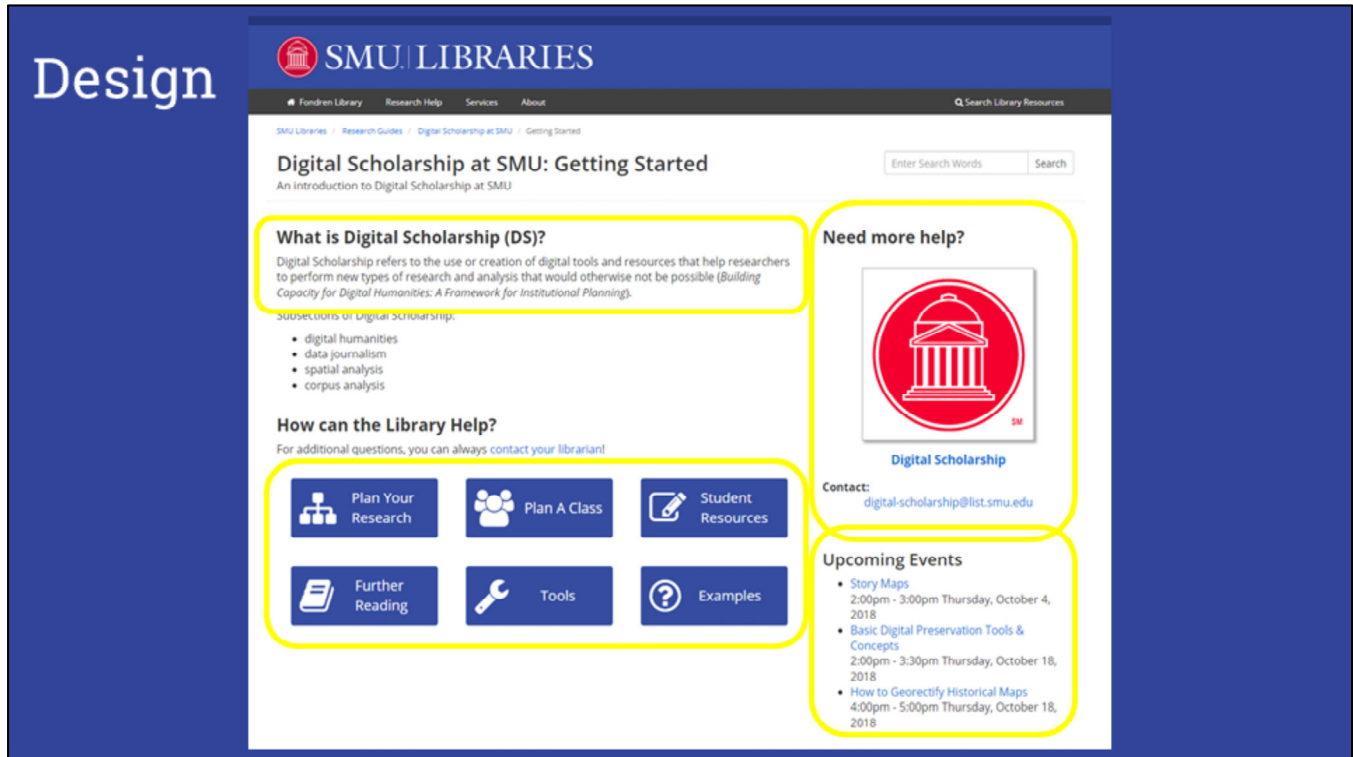 Design
SMU LIBRARIES
Fondren Library Research Help Services About Search Library Resources
SMU Libraries / Research Guides / Digital Scholarship at SMU / Getting Started
Digital Scholarship at SMU: Getting Started
An introduction to Digital Scholarship at SMU
Enter Search Words Search
What is Digital Scholarship (DS)?
Digital Scholarship refers to the use or creation of digital tools and resources that help researchers
to perform new types of research and analysis that would otherwise not be possible (Building
Capacity for Digital Humanities: A Framework for Institutional Planning).
Subsections of Digital Scholarship:
• digital humanities
• data journalism
• spatial analysis
• corpus analysis
How can the Library Help?
For additional questions, you can always contact your librarian!
Plan Your
Research
Plan A Class
Student
Resources
Further
Reading
Tools
Examples
Need more help?
SM
Digital Scholarship
Contact:
digital-scholarship@list.smu.edu
Upcoming Events
• Story Maps
2:00pm - 3:00pm Thursday, October 4,
2018
• Basic Digital Preservation Tools &
Concepts
2:00pm - 3:30pm Thursday, October 18,
2018
• How to Georectify Historical Maps
4:00pm - 5:00pm Thursday, October 18,
2018